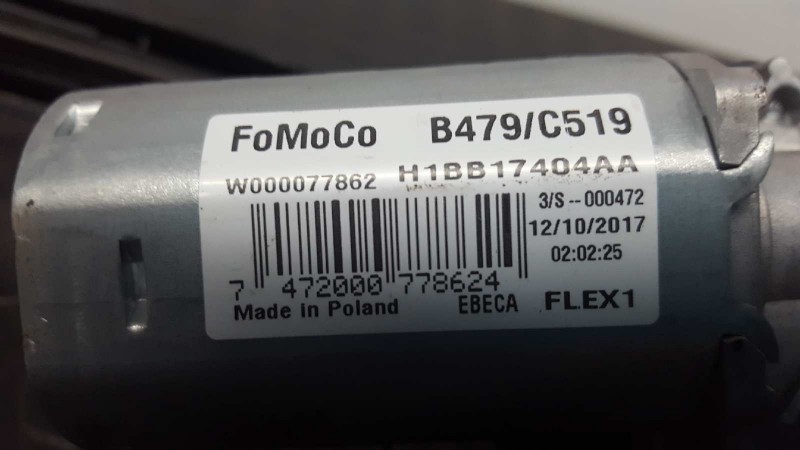 FoMoCo B479/C519
W000077862 H1BB17404AA
3/S--000472
12/10/2017
02:02:25
7 472000 778624
Made in Poland EBECA FLEX1